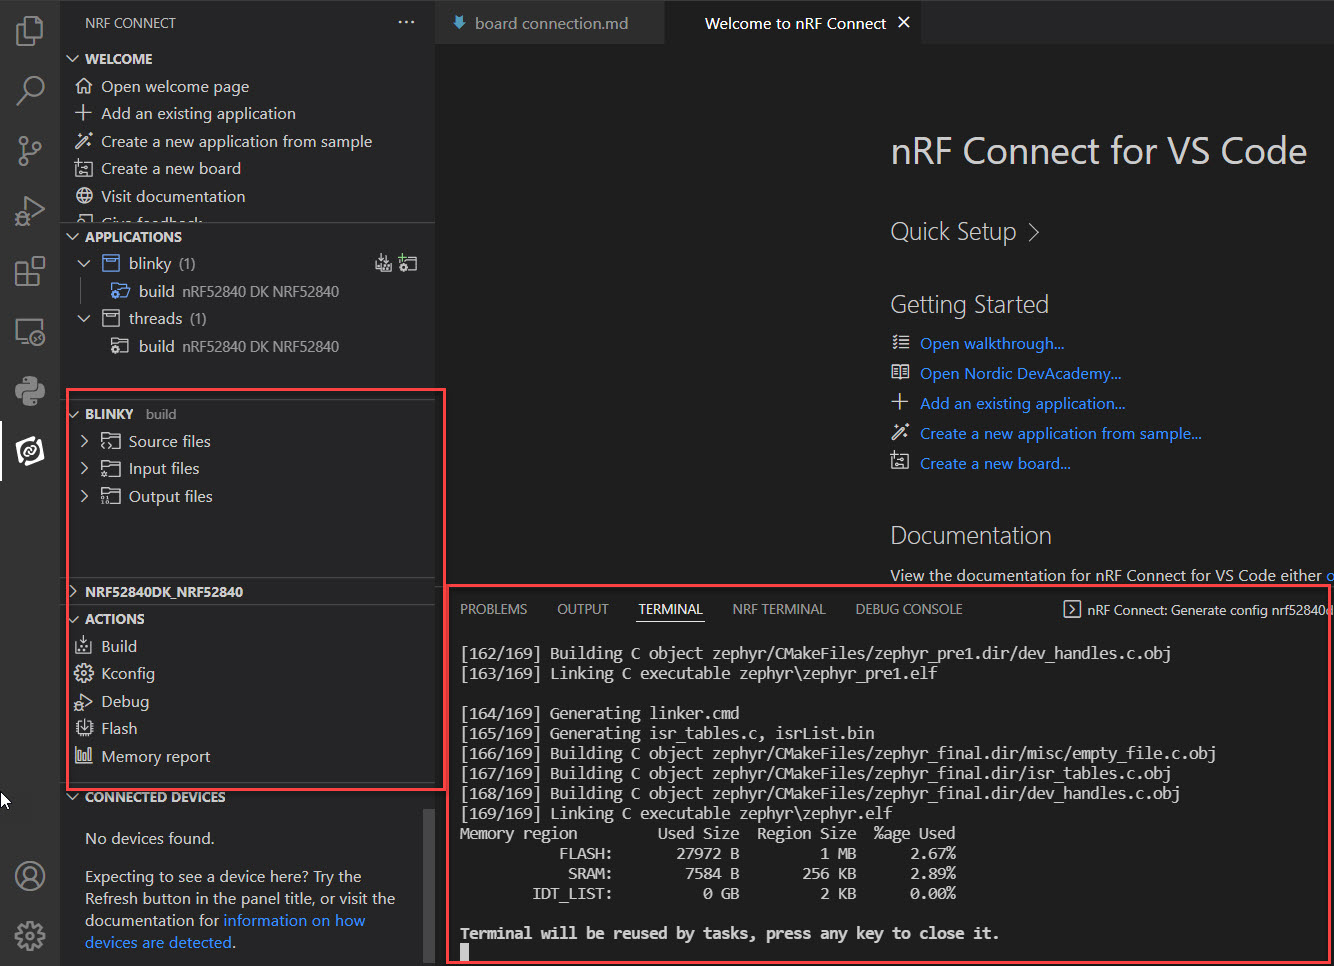 NRF CONNECT
WELCOME
Open welcome page
Add an existing application
Create a new application from sample
Create a new board
Visit documentation
Give feedback
APPLICATIONS
blinky (1)
build nRF52840 DK NRF52840
threads (1)
build nRF52840 DK NRF52840
BLINKY build
Source files
Input files
Output files
NRF52840DK_NRF52840
ACTIONS
Build
Kconfig
Debug
Flash
Memory report
CONNECTED DEVICES
No devices found.
Expecting to see a device here? Try the
Refresh button in the panel title, or visit the
documentation for information on how
devices are detected.
board connection.md
Welcome to nRF Connect
nRF Connect for VS Code
Quick Setup
Getting Started
Open walkthrough...
Open Nordic DevAcademy...
Add an existing application...
Create a new application from sample...
Create a new board...
Documentation
View the documentation for nRF Connect for VS Code either
PROBLEMS OUTPUT TERMINAL NRF TERMINAL DEBUG CONSOLE nRF Connect: Generate config nrf52840d
[162/169] Building C object zephyr/CMakeFiles/zephyr_pre1.dir/dev_handles.c.obj
[163/169] Linking C executable zephyr\zephyr_pre1.elf
[164/169] Generating linker.cmd
[165/169] Generating isr_tables.c, isrList.bin
[166/169] Building C object zephyr/CMakeFiles/zephyr_final.dir/misc/empty_file.c.obj
[167/169] Building C object zephyr/CMakeFiles/zephyr_final.dir/isr_tables.c.obj
[168/169] Building C object zephyr/CMakeFiles/zephyr_final.dir/dev_handles.c.obj
[169/169] Linking C executable zephyr\zephyr.elf
Memory region Used Size Region Size %age Used
FLASH: 27972 B 1 MB 2.67%
SRAM: 7584 B 256 KB 2.89%
IDT_LIST: 0 GB 2 KB 0.00%
Terminal will be reused by tasks, press any key to close it.